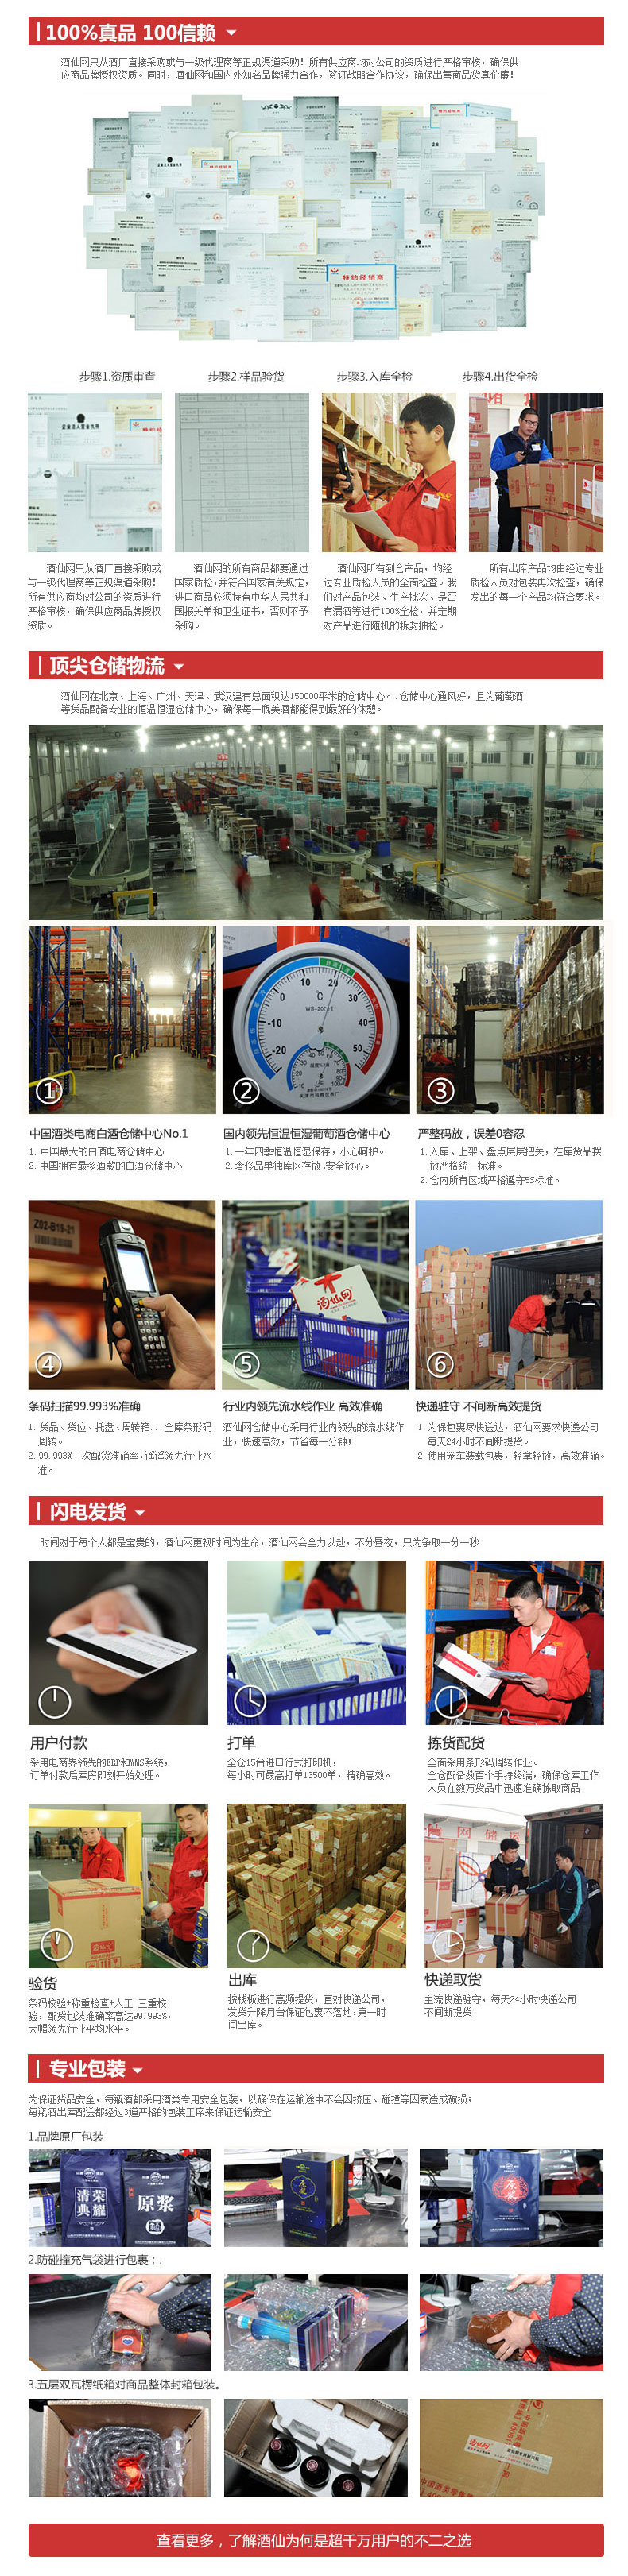 100%真品 100信赖
酒仙网只从酒厂直接采购或与一级代理商等正规渠道采购！所有供应商均对公司的资质进行严格审核，确保供
应商品牌授权资质。同时，酒仙网和国内外知名品牌强力合作，签订战略合作协议，确保出售商品货真价廉！
特约经销商
步骤1.资质审查
步骤2.样品验货
步骤3.入库全检
步骤4.出货全检
酒仙网只从酒厂直接采购或
与一级代理商等正规渠道采购！
所有供应商均对公司的资质进行
严格审核，确保供应商品牌授权
资质。
酒仙网的所有商品都要通过
国家质检，并符合国家有关规定，
进口商品必须持有中华人民共和
国报关单和卫生证书，否则不予
采购。
酒仙网所有到仓产品，均经
过专业质检人员的全面检查。我
们对产品包装、生产批次、是否
有漏酒等进行100%全检，并定期
对产品进行随机的拆封抽检。
所有出库产品均由经过专业
质检人员对包装再次检查，确保
发出的每一个产品均符合要求。
顶尖仓储物流
酒仙网在北京、上海、广州、天津、武汉建有总面积达150000平米的仓储中心。.仓储中心通风好，且为葡萄酒
等货品配备专业的恒温恒湿仓储中心，确保每一瓶美酒都能得到最好的休憩。
①
②
③
中国酒类电商白酒仓储中心No.1
1.中国最大的白酒电商仓储中心
2.中国拥有最多酒款的白酒仓储中心
国内领先恒温恒湿葡萄酒仓储中心
1.一年四季恒温恒湿保存，小心呵护。
2.奢侈品单独库区存放、安全放心。
严整码放，误差0容忍
1.入库、上架、盘点层层把关，在库货品摆
放严格统一标准。
2.仓内所有区域严格遵守5S标准。
Z02-B19-21
酒仙网
④
⑤
⑥
条码扫描99.993%准确
1.货品、货位、托盘、周转箱...全库条形码
周转。
2.99.993%一次配货准确率，遥遥领先行业水
准。
行业内领先流水线作业 高效准确
酒仙网仓储中心采用行业内领先的流水线作
业，快速高效，节省每一分钟；
快递驻守 不间断高效提货
1.为保包裹尽快送达，酒仙网要求快递公司
每天24小时不间断提货。
2.使用笼车装载包裹，轻拿轻放，高效准确。
闪电发货
时间对于每个人都是宝贵的，酒仙网更视时间为生命，酒仙网会全力以赴，不分昼夜，只为争取一分一秒
用户付款
采用电商界领先的ERP和WMS系统，
订单付款后库房即刻开始处理。
打单
全仓15台进口行式打印机，
每小时可最高打单13500单，精确高效。
拣货配货
全面采用条形码周转作业。
全仓配备数百个手持终端，确保仓库工作
人员在数万货品中迅速准确拣取商品
验货
条码校验+称重检查+人工 三重校
验，配货包装准确率高达99.993%，
大幅领先行业平均水平。
出库
按栈板进行高频提货，直对快递公司，
发货升降月台保证包裹不落地，第一时
间出库。
快递取货
主流快递驻守，每天24小时快递公司
不间断提货
专业包装
为保证货品安全，每瓶酒都采用酒类专用安全包装，以确保在运输途中不会因挤压、碰撞等因素造成破损；
每瓶酒出库配送都经过3道严格的包装工序来保证运输安全
1.品牌原厂包装
原浆
2.防碰撞充气袋进行包裹；.
3.五层双瓦楞纸箱对商品整体封箱包装。
查看更多，了解酒仙为何是超千万用户的不二之选